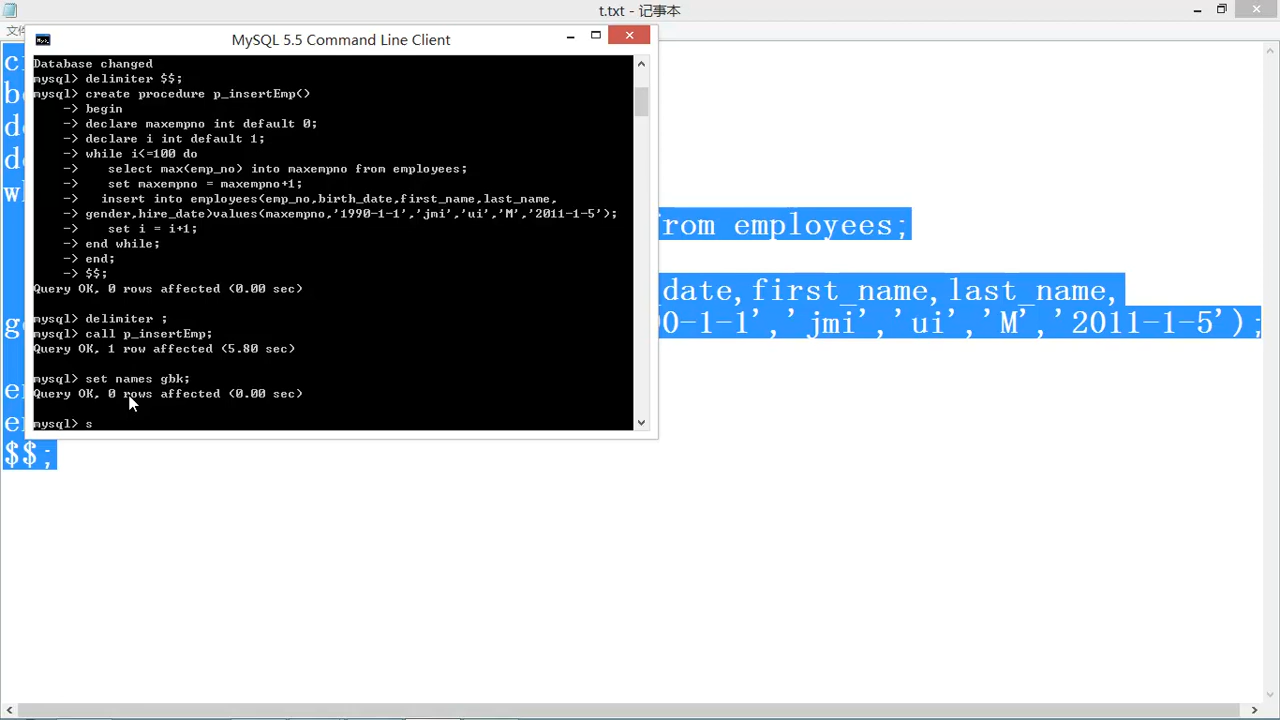 t.txt - 记事本
文件
MySQL 5.5 Command Line Client
Database changed
mysql> delimiter $$;
mysql> create procedure p_insertEmp()
    -> begin
    -> declare maxempno int default 0;
    -> declare i int default 1;
    -> while i<=100 do
    ->    select max(emp_no) into maxempno from employees;
    ->    set maxempno = maxempno+1;
    ->   insert into employees(emp_no,birth_date,first_name,last_name,
    -> gender,hire_date)values(maxempno,'1990-1-1','jmi','ui','M','2011-1-5');
    ->    set i = i+1;
    -> end while;
    -> end;
    -> $$;
Query OK, 0 rows affected (0.00 sec)
mysql> delimiter ;
mysql> call p_insertEmp;
Query OK, 1 row affected (5.80 sec)
mysql> set names gbk;
Query OK, 0 rows affected (0.00 sec)
mysql> s
from employees;
_date,first_name,last_name,
0-1-1','jmi','ui','M','2011-1-5');
$$;